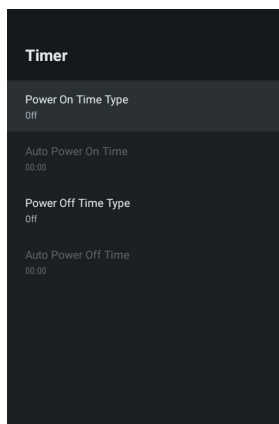 Timer
Power On Time Type
Off
Auto Power On Time
00:00
Power Off Time Type
Off
Auto Power Off Time
00:00